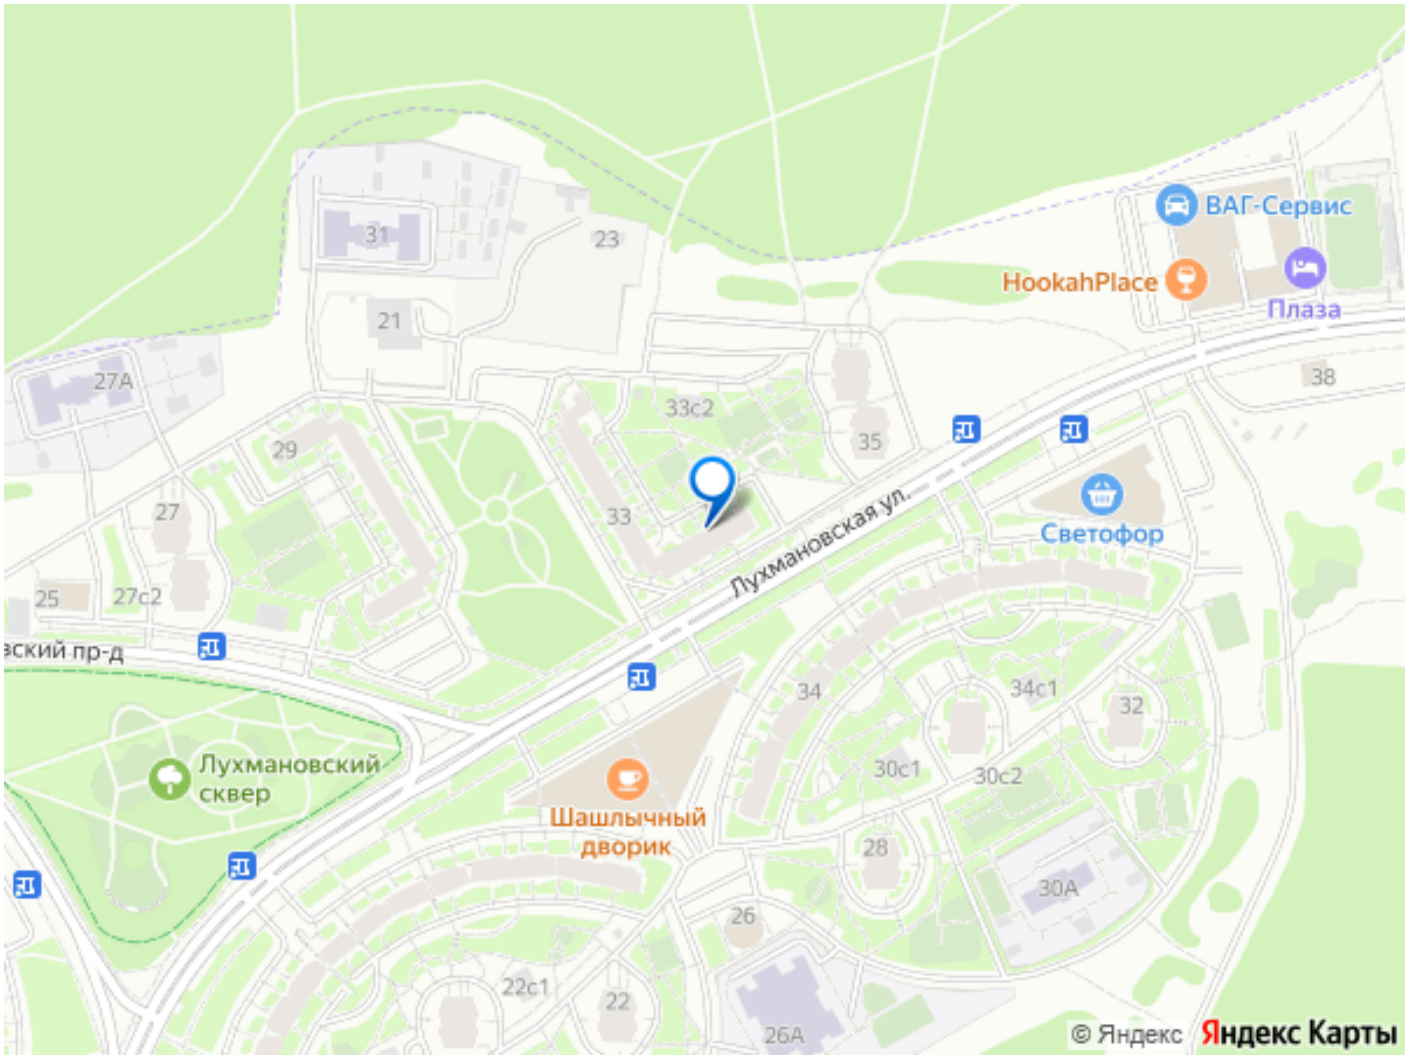 ВАГ-Сервис
31
23
HookahPlace
Плаза
21
27А
38
33с2
29
35
27
33
Светофор
Лухмановская ул.
27с2
25
вский пр-д
34
34с1
32
Лухмановский
сквер
30с1
30с2
Шашлычный
дворик
28
30А
26
22с1
22
26А
© Яндекс Яндекс Карты